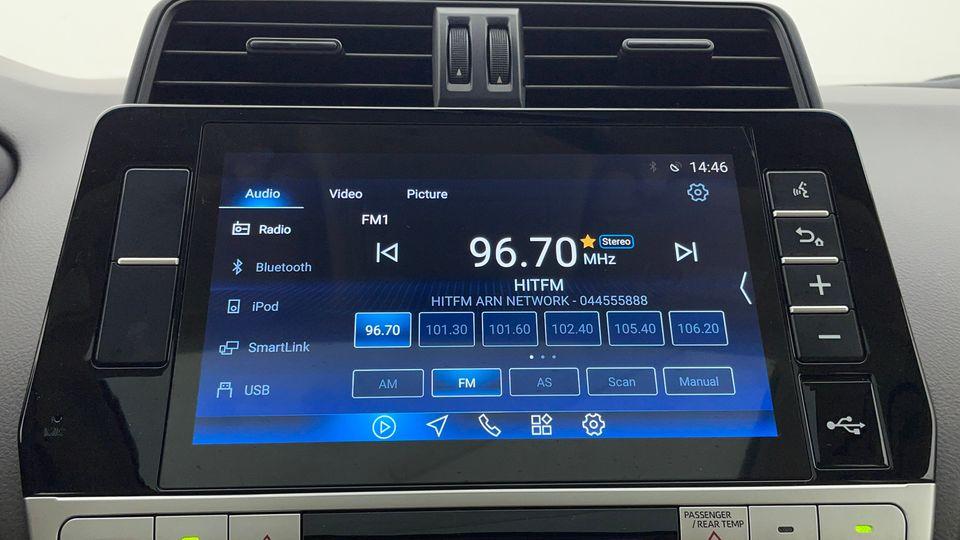 14:46
Audio Video Picture
FM1
Radio
96.70 MHz Stereo
Bluetooth
HITFM
HITFM ARN NETWORK - 044555888
iPod
96.70 101.30 101.60 102.40 105.40 106.20
SmartLink
AM FM AS Scan Manual
USB
PASSENGER
/ REAR TEMP